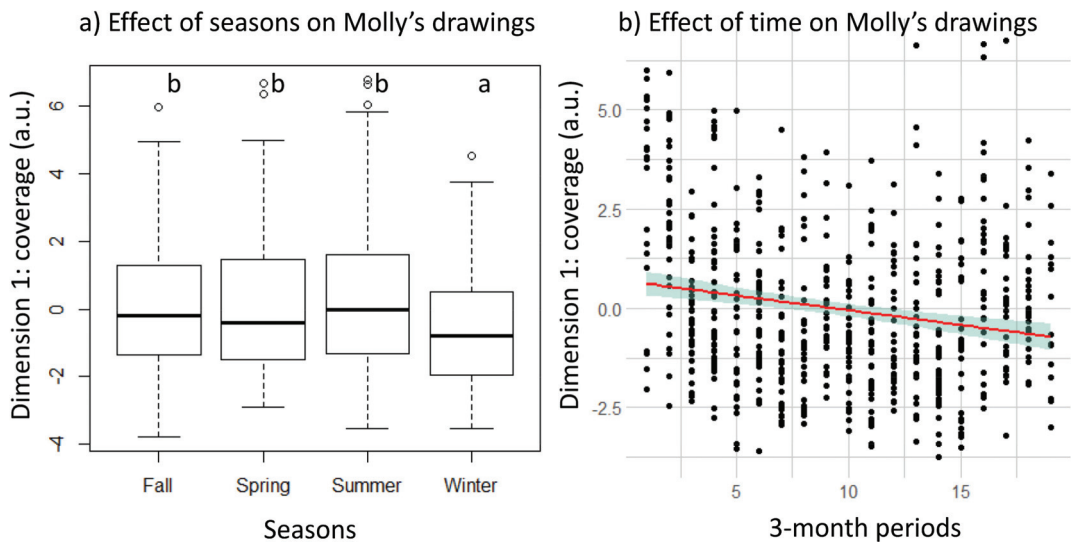 a) Effect of seasons on Molly’s drawings
b b b a
Dimension 1: coverage (a.u.)
6
4
2
0
-2
-4
Fall Spring Summer Winter
Seasons
b) Effect of time on Molly’s drawings
Dimension 1: coverage (a.u.)
5.0
2.5
0.0
-2.5
5 10 15
3-month periods